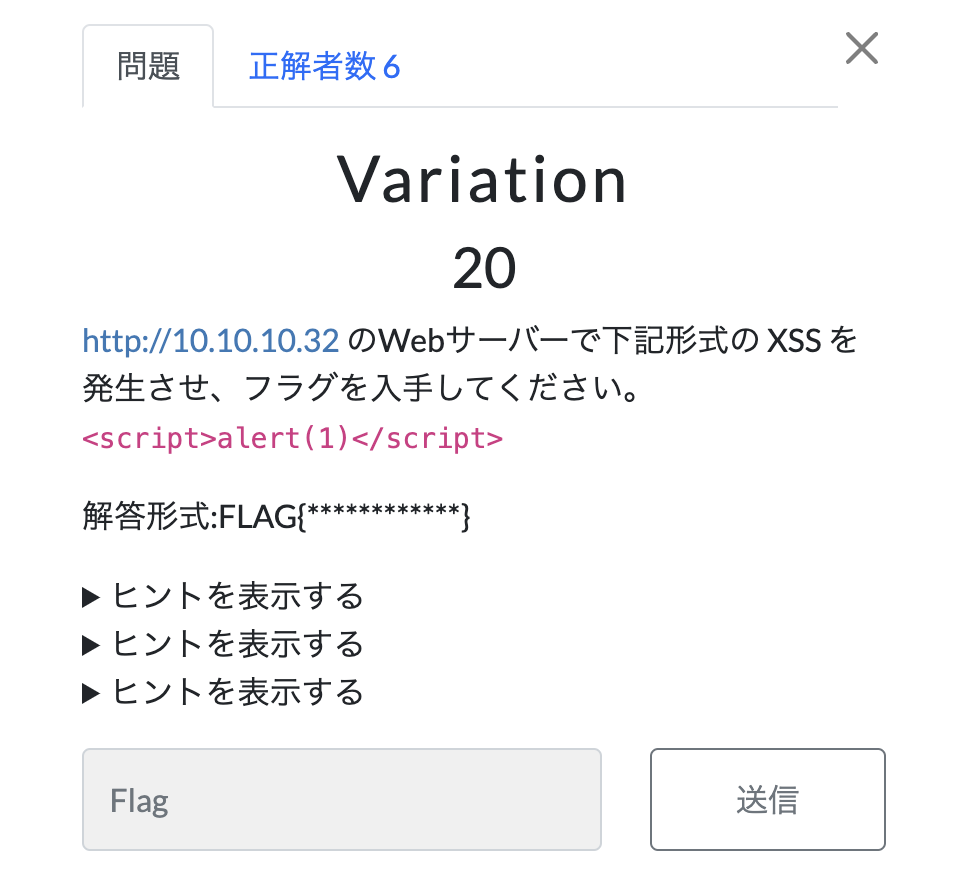 問題
正解者数 6
Variation
20
http://10.10.10.32 のWebサーバーで下記形式の XSS を
発生させ、フラグを入手してください。
<script>alert(1)</script>
解答形式:FLAG{************}
▶ ヒントを表示する
▶ ヒントを表示する
▶ ヒントを表示する
Flag
送信